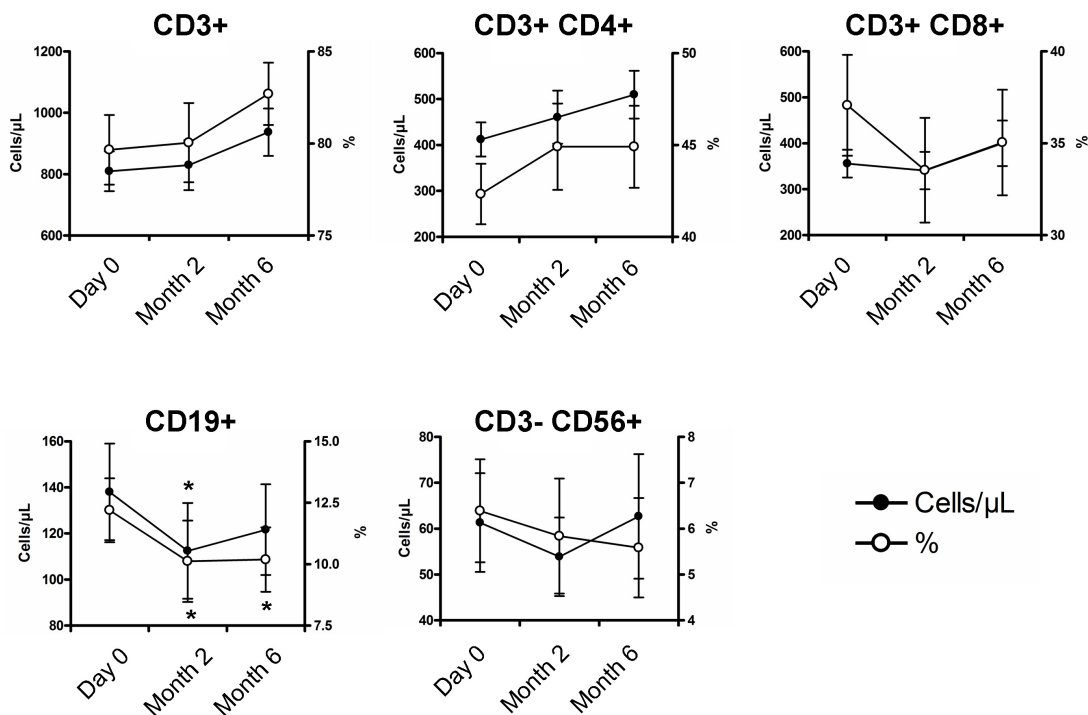 CD3+
1200
1000
800
600
Cells/µL
85
80
75
%
Day 0
Month 2
Month 6
CD3+ CD4+
600
500
400
300
200
Cells/µL
50
45
40
%
Day 0
Month 2
Month 6
CD3+ CD8+
600
500
400
300
200
Cells/µL
40
35
30
%
Day 0
Month 2
Month 6
CD19+
160
140
120
100
80
Cells/µL
15.0
12.5
10.0
7.5
%
*
*
*
Day 0
Month 2
Month 6
CD3- CD56+
80
70
60
50
40
Cells/µL
8
7
6
5
4
%
Day 0
Month 2
Month 6
Cells/µL
%